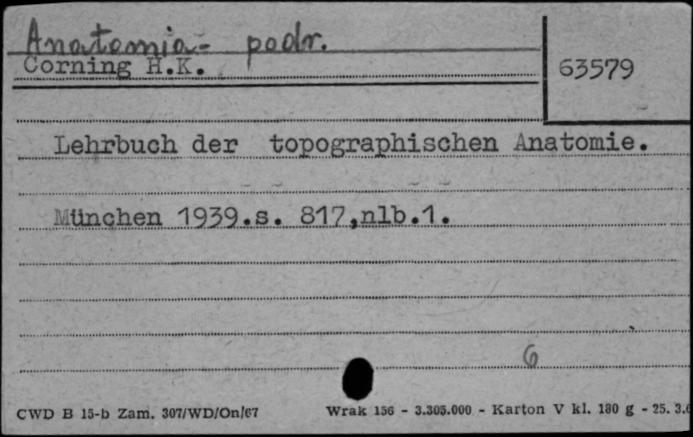 Anatomia - podr.
Corning H.K.
63579
Lehrbuch der topographischen Anatomie.
München 1939.s. 817,nlb.1.
6
CWD B 15-b Zam. 307/WD/On/67 Wrak 156 - 3.305.000 - Karton V kl. 180 g - 25. 3.6